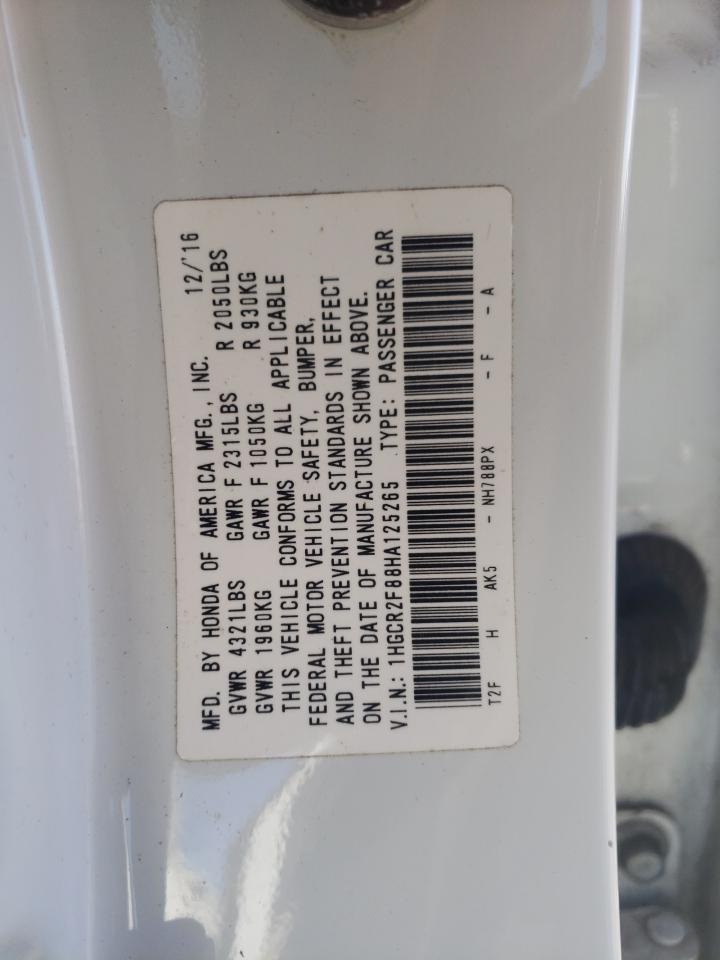 MFD. BY HONDA OF AMERICA MFG., INC. 12/'16
GVWR 4321LBS GAWR F 2315LBS R 2050LBS
GVWR 1960KG GAWR F 1050KG R 930KG
THIS VEHICLE CONFORMS TO ALL APPLICABLE
FEDERAL MOTOR VEHICLE SAFETY, BUMPER,
AND THEFT PREVENTION STANDARDS IN EFFECT
ON THE DATE OF MANUFACTURE SHOWN ABOVE.
V.I.N.: 1HGCR2F88HA125265 TYPE: PASSENGER CAR
T2F H AK5 - NH788PX - F - A